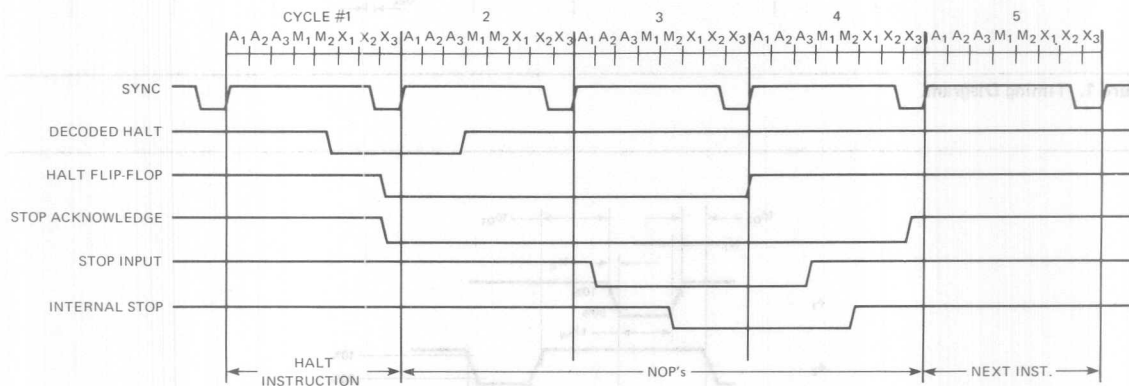 CYCLE #1 2 3 4 5
A1 A2 A3 M1 M2 X1 X2 X3 A1 A2 A3 M1 M2 X1 X2 X3 A1 A2 A3 M1 M2 X1 X2 X3 A1 A2 A3 M1 M2 X1 X2 X3 A1 A2 A3 M1 M2 X1 X2 X3
SYNC
DECODED HALT
HALT FLIP-FLOP
STOP ACKNOWLEDGE
STOP INPUT
INTERNAL STOP
HALT
INSTRUCTION
NOP's
NEXT INST.